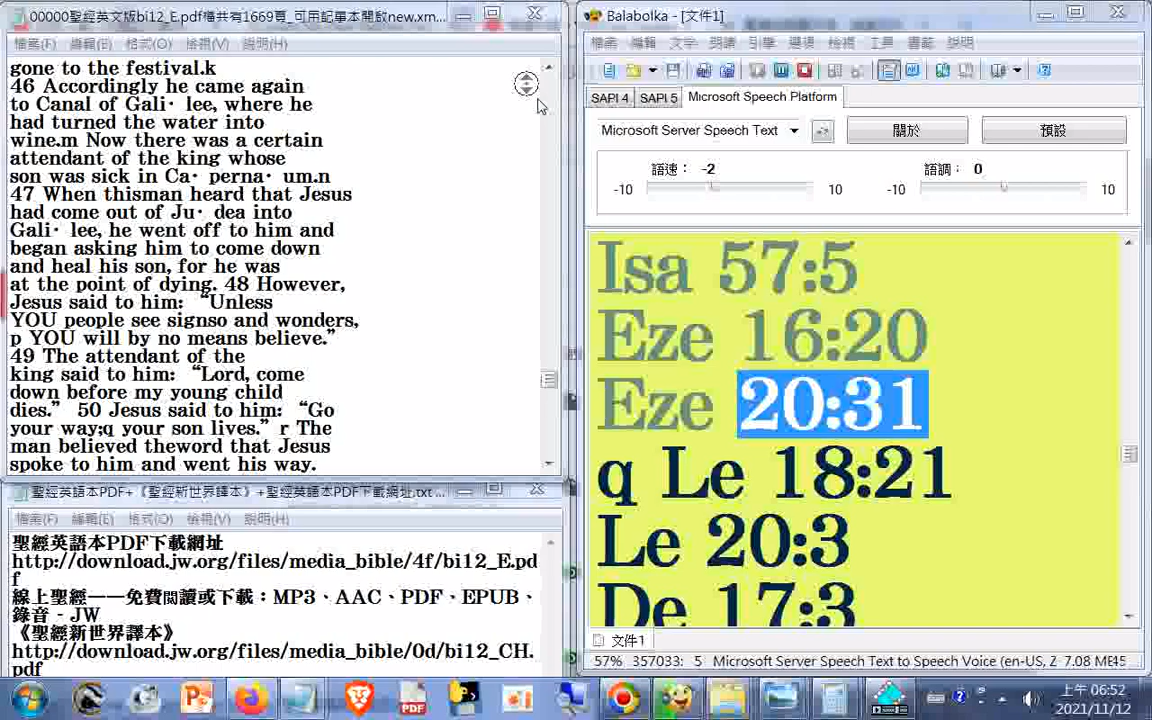 00000聖經英文版bi12_E.pdf檔共有1669頁_可用記事本開啟new.xm...
檔案(F) 編輯(E) 格式(O) 檢視(V) 說明(H)
gone to the festival.k
46 Accordingly he came again
to Canal of Gali· lee, where he
had turned the water into
wine.m Now there was a certain
attendant of the king whose
son was sick in Ca· perna· um.n
47 When thisman heard that Jesus
had come out of Ju· dea into
Gali· lee, he went off to him and
began asking him to come down
and heal his son, for he was
at the point of dying. 48 However,
Jesus said to him: “Unless
YOU people see signso and wonders,
p YOU will by no means believe.”
49 The attendant of the
king said to him: “Lord, come
down before my young child
dies.” 50 Jesus said to him: “Go
your way;q your son lives.” r The
man believed theword that Jesus
spoke to him and went his way.
聖經英語本PDF+《聖經新世界譯本》+聖經英語本PDF下載網址.txt ...
檔案(F) 編輯(E) 格式(O) 檢視(V) 說明(H)
聖經英語本PDF下載網址
http://download.jw.org/files/media_bible/4f/bi12_E.pd
f
線上聖經——免費閱讀或下載：MP3、AAC、PDF、EPUB、
錄音 - JW
《聖經新世界譯本》
http://download.jw.org/files/media_bible/0d/bi12_CH.
pdf
Balabolka - [文件1]
檔案 編輯 文字 朗讀 引擎 選項 檢視 工具 書籤 說明
SAPI 4 SAPI 5 Microsoft Speech Platform
Microsoft Server Speech Text 關於 預設
語速： -2 語調： 0
-10 10 -10 10
Isa 57:5
Eze 16:20
Eze 20:31
q Le 18:21
Le 20:3
De 17:3
文件1
57% 357033: 5 Microsoft Server Speech Text to Speech Voice (en-US, Z 7.08 ME45
上午 06:52
2021/11/12